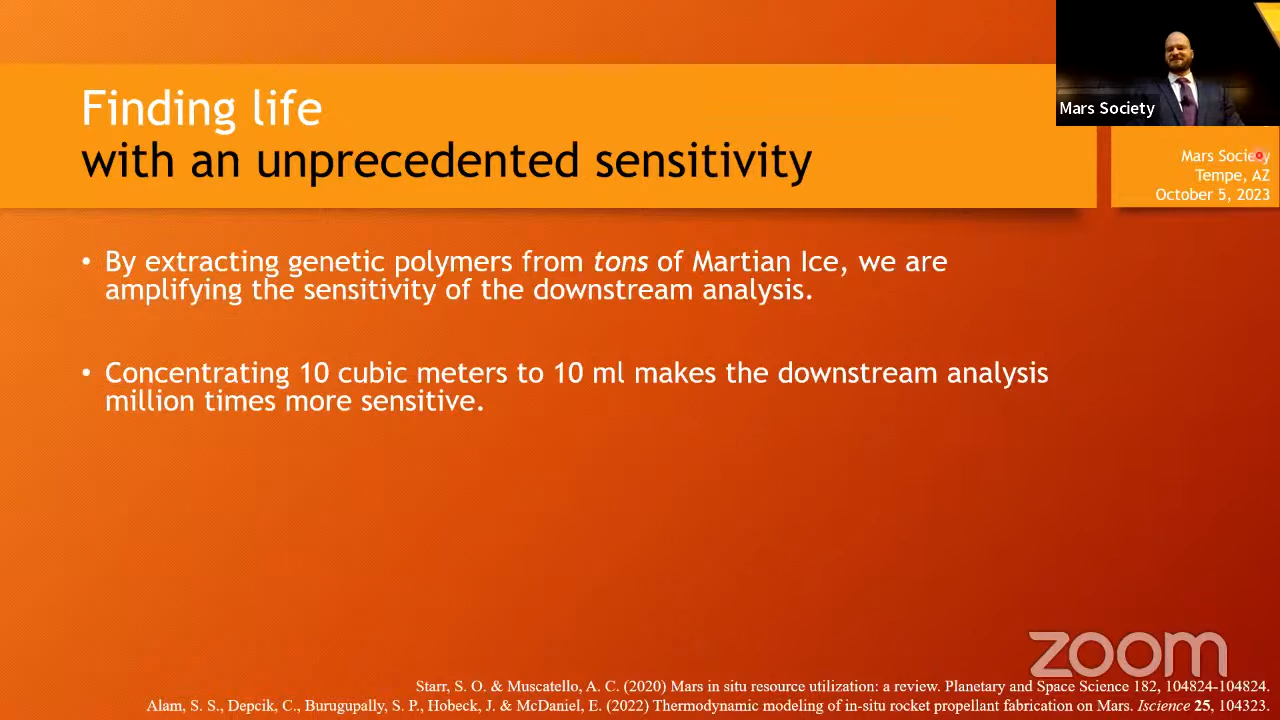 Finding life
with an unprecedented sensitivity
Mars Society
Mars Society
Tempe, AZ
October 5, 2023
• By extracting genetic polymers from tons of Martian Ice, we are
amplifying the sensitivity of the downstream analysis.
• Concentrating 10 cubic meters to 10 ml makes the downstream analysis
million times more sensitive.
zoom
Starr, S. O. & Muscatello, A. C. (2020) Mars in situ resource utilization: a review. Planetary and Space Science 182, 104824-104824.
Alam, S. S., Depcik, C., Burugupally, S. P., Hobeck, J. & McDaniel, E. (2022) Thermodynamic modeling of in-situ rocket propellant fabrication on Mars. Iscience 25, 104323.